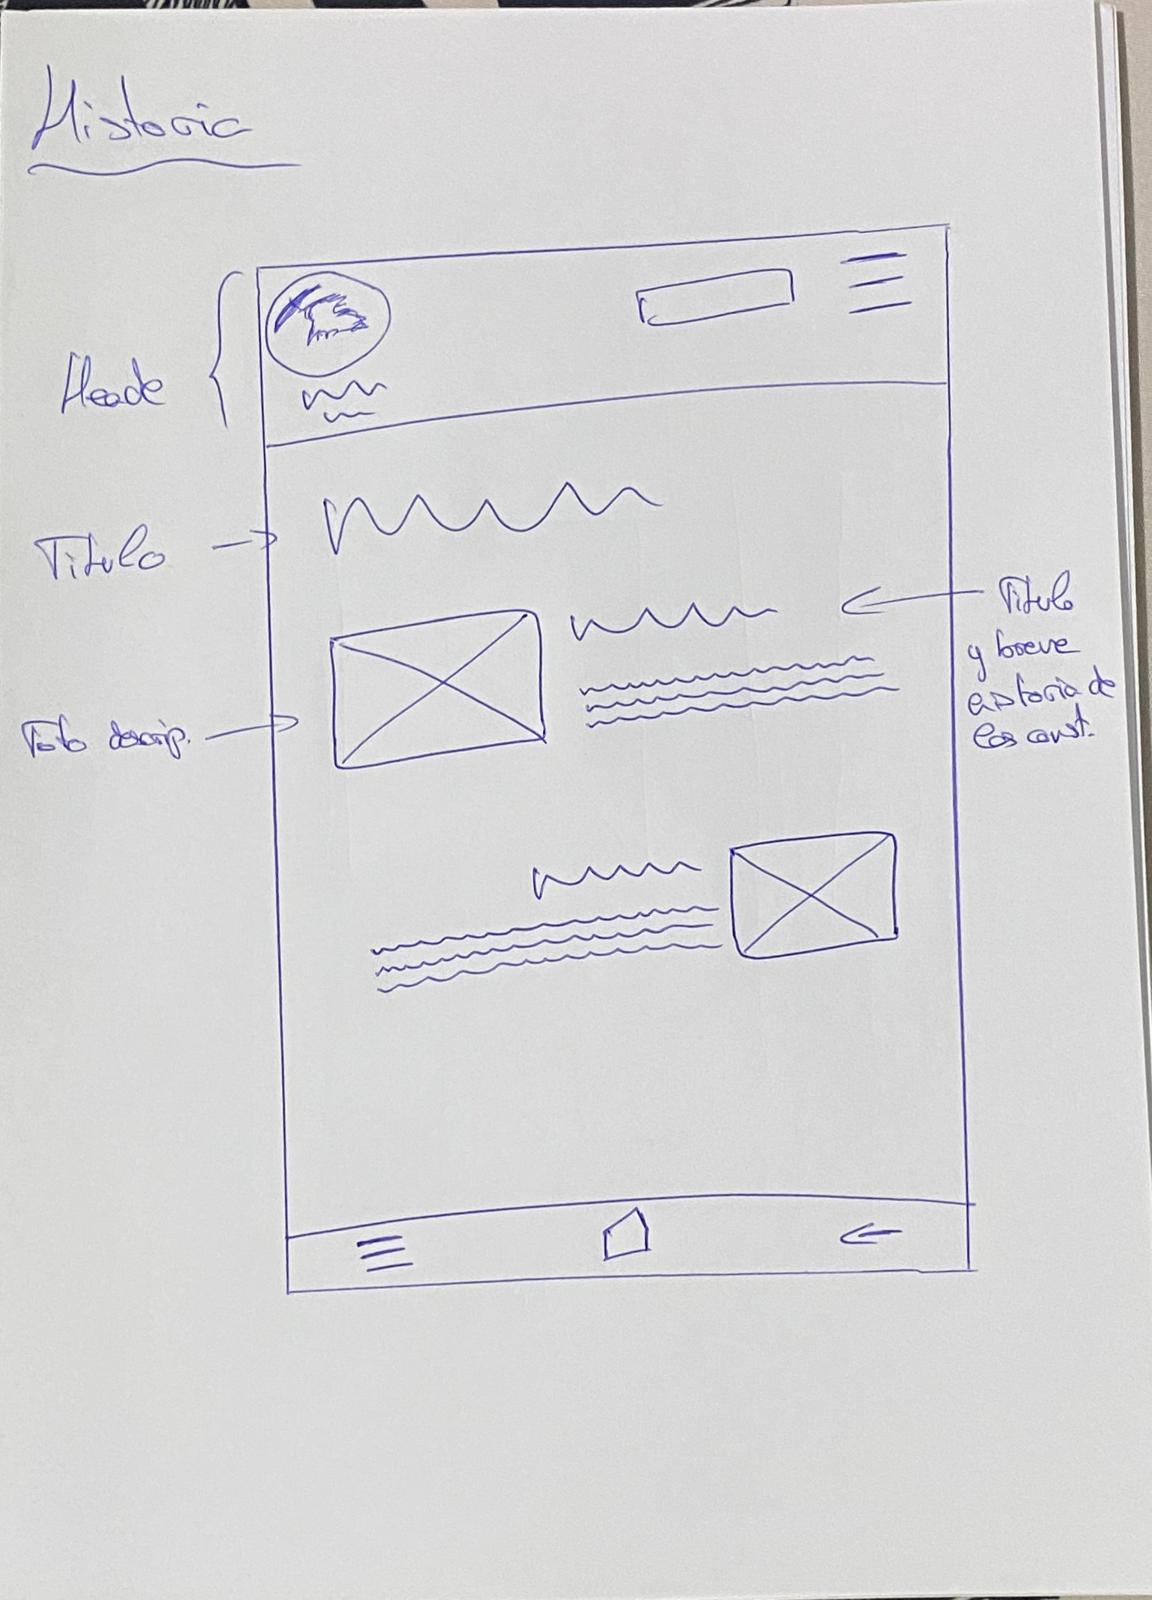 Historia
Heade
Titulo
Titulo
y breve
historia de
las const.
Foto descrip.